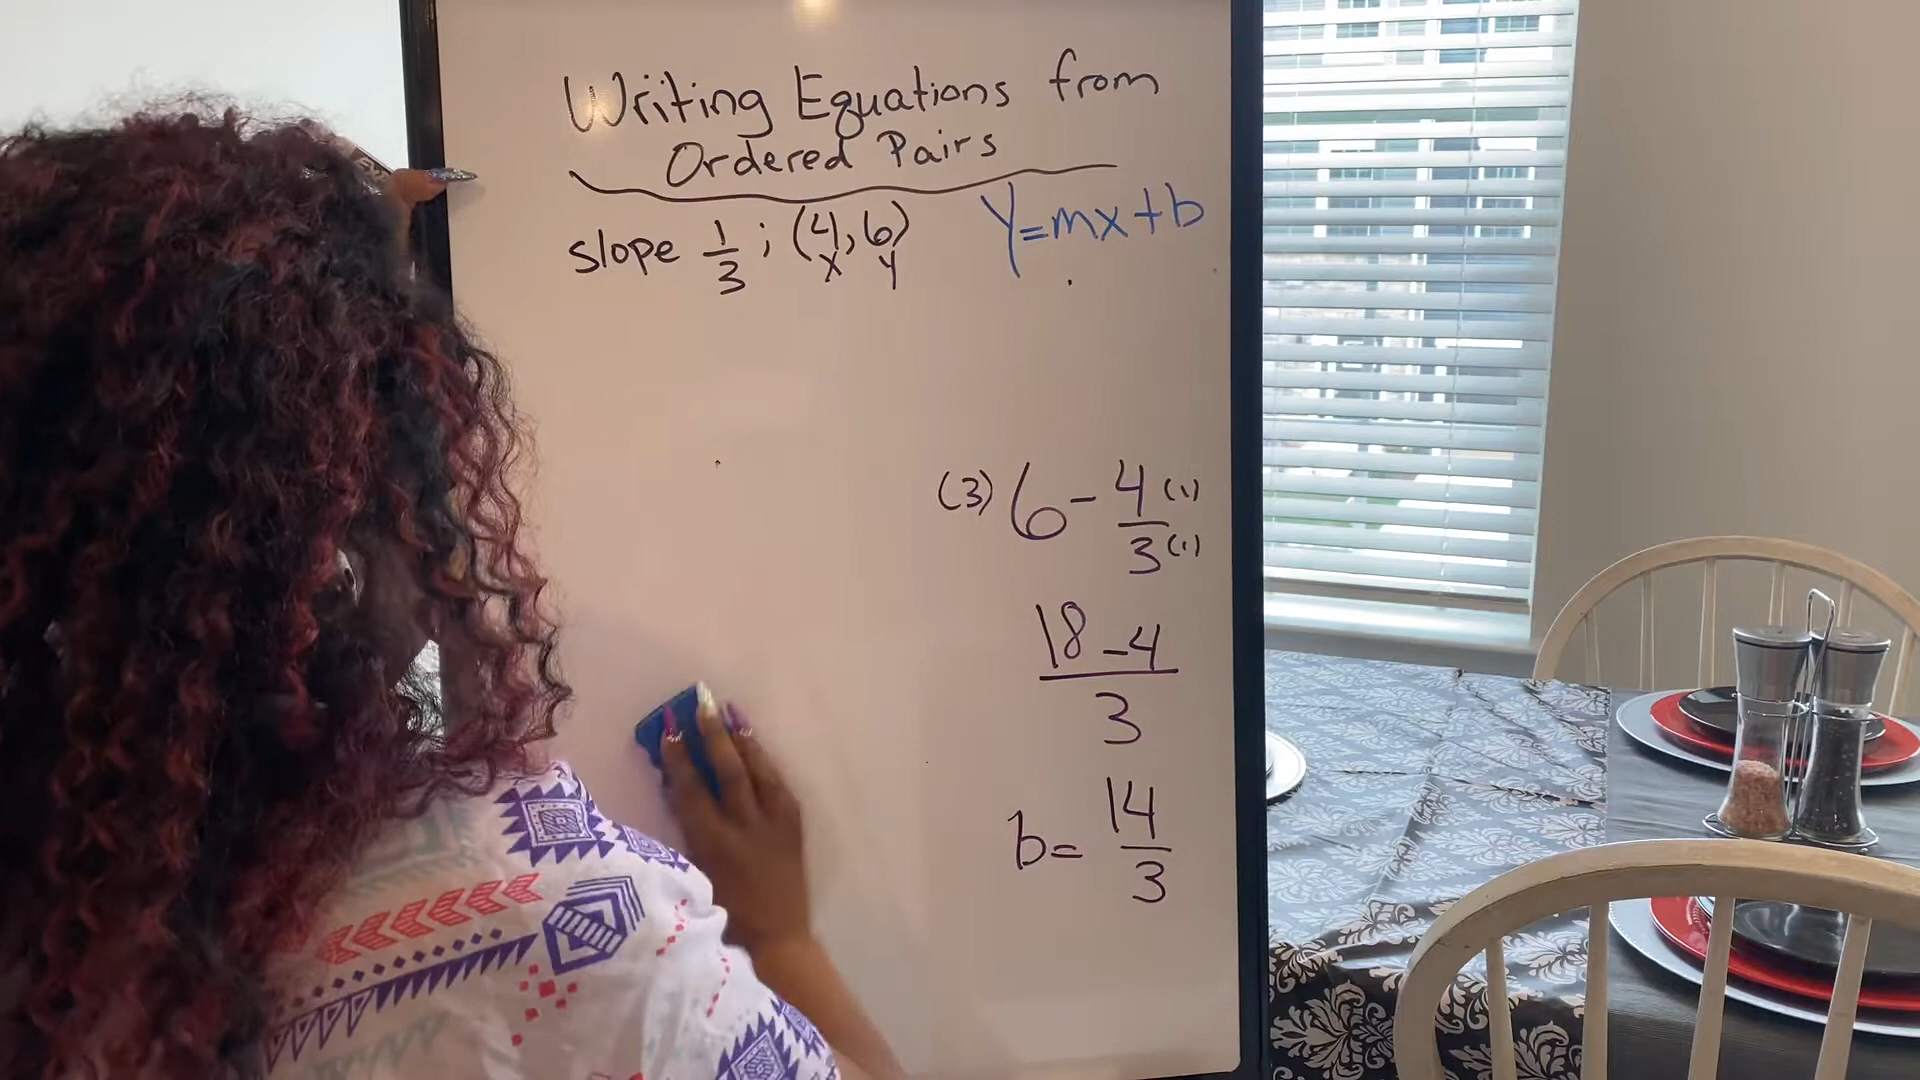 Writing Equations from
Ordered Pairs
slope 1/3 ; (4, 6)
x y
y=mx+b
(3) 6 - 4/3 (1) (1)
18-4
3
b= 14/3